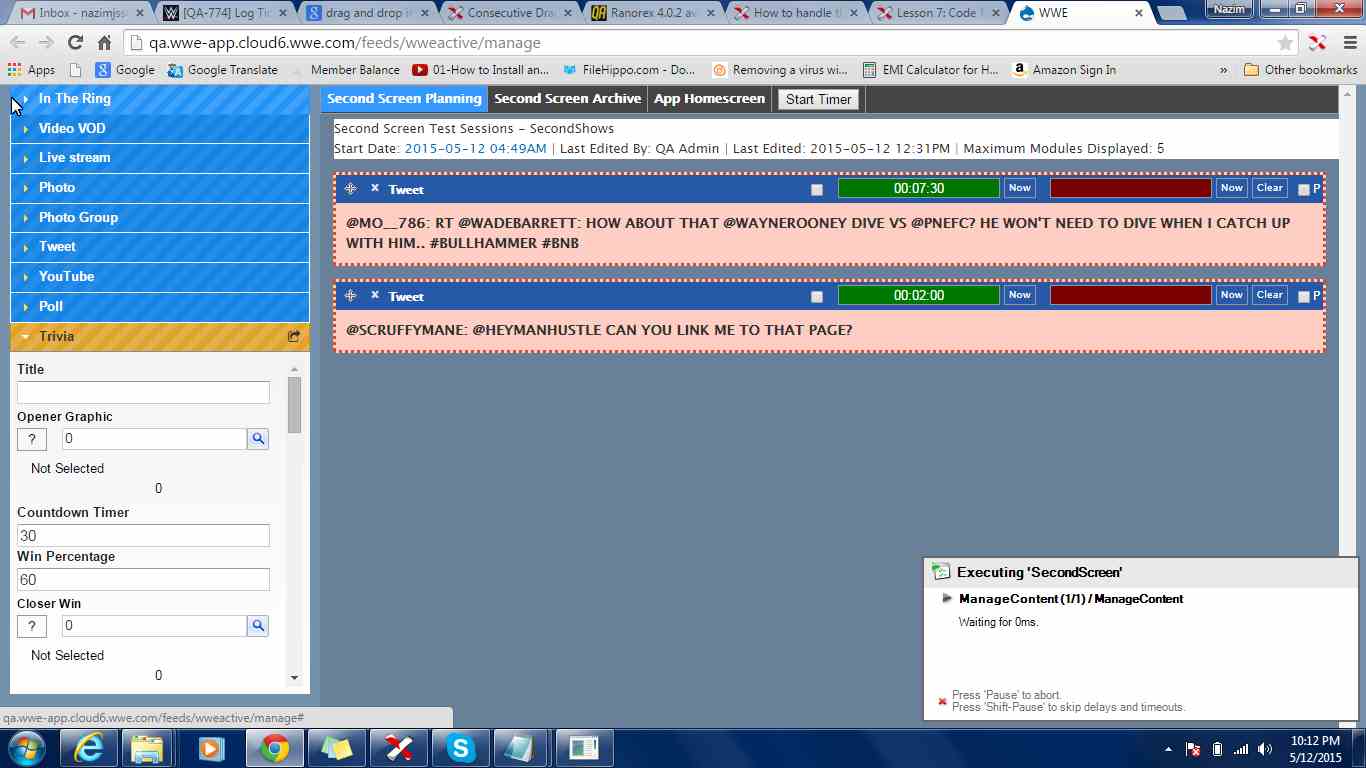 Inbox - nazimjss
[QA-774] Log Tic
drag and drop i
Consecutive Dra
Ranorex 4.0.2 av
How to handle t
Lesson 7: Code
WWE
Nazim
qa.wwe-app.cloud6.wwe.com/feeds/wweactive/manage
Apps
Google
Google Translate
Member Balance
01-How to Install an...
FileHippo.com - Do...
Removing a virus wi...
EMI Calculator for H...
Amazon Sign In
»
Other bookmarks
In The Ring
Video VOD
Live stream
Photo
Photo Group
Tweet
YouTube
Poll
Trivia
Title
Opener Graphic
? 0
Not Selected
0
Countdown Timer
30
Win Percentage
60
Closer Win
? 0
Not Selected
0
Second Screen Planning Second Screen Archive App Homescreen Start Timer
Second Screen Test Sessions - SecondShows
Start Date: 2015-05-12 04:49AM | Last Edited By: QA Admin | Last Edited: 2015-05-12 12:31PM | Maximum Modules Displayed: 5
x Tweet 00:07:30 Now Now Clear P
@MO__786: RT @WADEBARRETT: HOW ABOUT THAT @WAYNEROONEY DIVE VS @PNEFC? HE WON'T NEED TO DIVE WHEN I CATCH UP
WITH HIM.. #BULLHAMMER #BNB
x Tweet 00:02:00 Now Now Clear P
@SCRUFFYMANE: @HEYMANHUSTLE CAN YOU LINK ME TO THAT PAGE?
Executing 'SecondScreen'
ManageContent (1/1) / ManageContent
Waiting for 0ms.
Press 'Pause' to abort.
Press 'Shift-Pause' to skip delays and timeouts.
qa.wwe-app.cloud6.wwe.com/feeds/wweactive/manage#
10:12 PM
5/12/2015